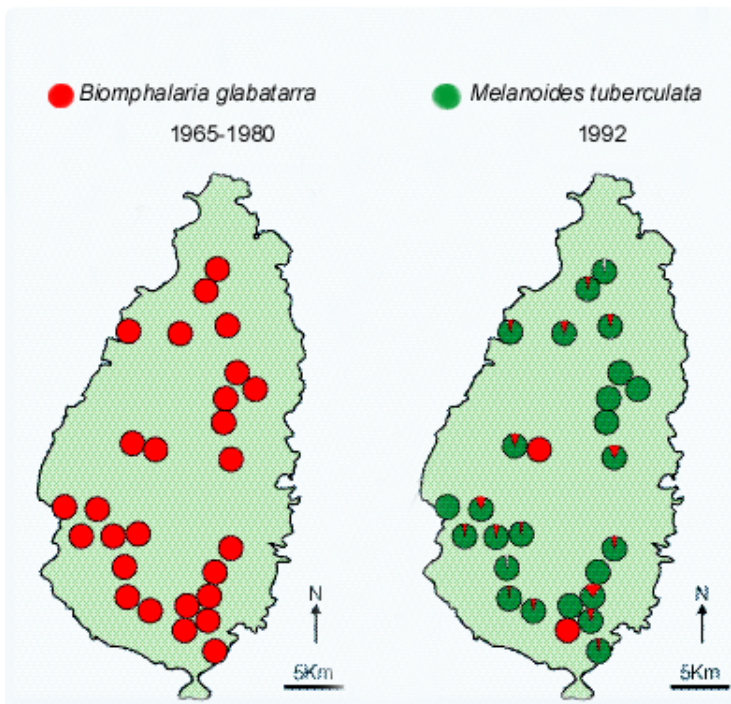 Biomphalaria glabatarra
1965-1980
Melanoides tuberculata
1992
N
5Km
N
5Km